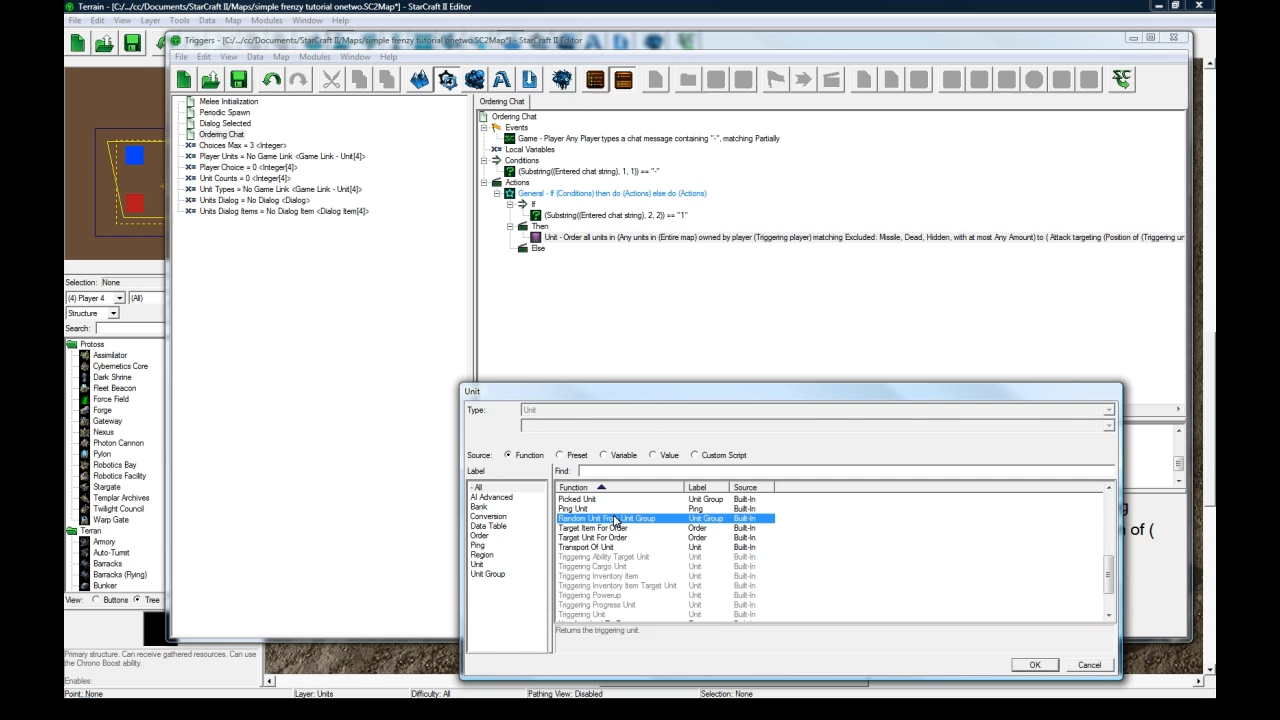 Terrain - [C:/.../cc/Documents/StarCraft II/Maps/simple frenzy tutorial onetwo.SC2Map*] - StarCraft II Editor
File Edit View Layer Tools Data Map Modules Window Help
Triggers - [C:/.../cc/Documents/StarCraft II/Maps/simple frenzy tutorial onetwo.SC2Map*] - StarCraft II Editor
File Edit View Data Map Modules Window Help
Melee Initialization
Periodic Spawn
Dialog Selected
Ordering Chat
Choices Max = 3 <Integer>
Player Units = No Game Link <Game Link - Unit[4]>
Player Choice = 0 <Integer[4]>
Unit Counts = 0 <Integer[4]>
Unit Types = No Game Link <Game Link - Unit[4]>
Units Dialog = No Dialog <Dialog>
Units Dialog Items = No Dialog Item <Dialog Item[4]>
Ordering Chat
Ordering Chat
Events
Game - Player Any Player types a chat message containing "-", matching Partially
Local Variables
Conditions
(Substring((Entered chat string), 1, 1)) == "-"
Actions
General - If (Conditions) then do (Actions) else do (Actions)
If
(Substring((Entered chat string), 2, 2)) == "1"
Then
Unit - Order all units in (Any units in (Entire map) owned by player (Triggering player) matching Excluded: Missile, Dead, Hidden, with at most Any Amount) to ( Attack targeting (Position of (Triggering un
Else
Selection: None
(4) Player 4 (All)
Structure
Search:
Protoss
Assimilator
Cybernetics Core
Dark Shrine
Fleet Beacon
Force Field
Forge
Gateway
Nexus
Photon Cannon
Pylon
Robotics Bay
Robotics Facility
Stargate
Templar Archives
Twilight Council
Warp Gate
Terran
Armory
Auto-Turret
Barracks
Barracks (Flying)
Bunker
View: Buttons Tree
Primary structure. Can receive gathered resources. Can use
the Chrono Boost ability.
Enables:
Point: None Layer: Units Difficulty: All Pathing View: Disabled Selection: None
Unit
Type: Unit
Source: Function Preset Variable Value Custom Script
Label
- All
AI Advanced
Bank
Conversion
Data Table
Order
Ping
Region
Unit
Unit Group
Find:
Function Label Source
Picked Unit Unit Group Built-In
Ping Unit Ping Built-In
Random Unit From Unit Group Unit Group Built-In
Target Item For Order Order Built-In
Target Unit For Order Order Built-In
Transport Of Unit Unit Built-In
Triggering Ability Target Unit Unit Built-In
Triggering Cargo Unit Unit Built-In
Triggering Inventory Item Unit Built-In
Triggering Inventory Item Target Unit Unit Built-In
Triggering Powerup Unit Built-In
Triggering Progress Unit Unit Built-In
Triggering Unit Unit Built-In
Returns the triggering unit.
OK Cancel
g
n of (